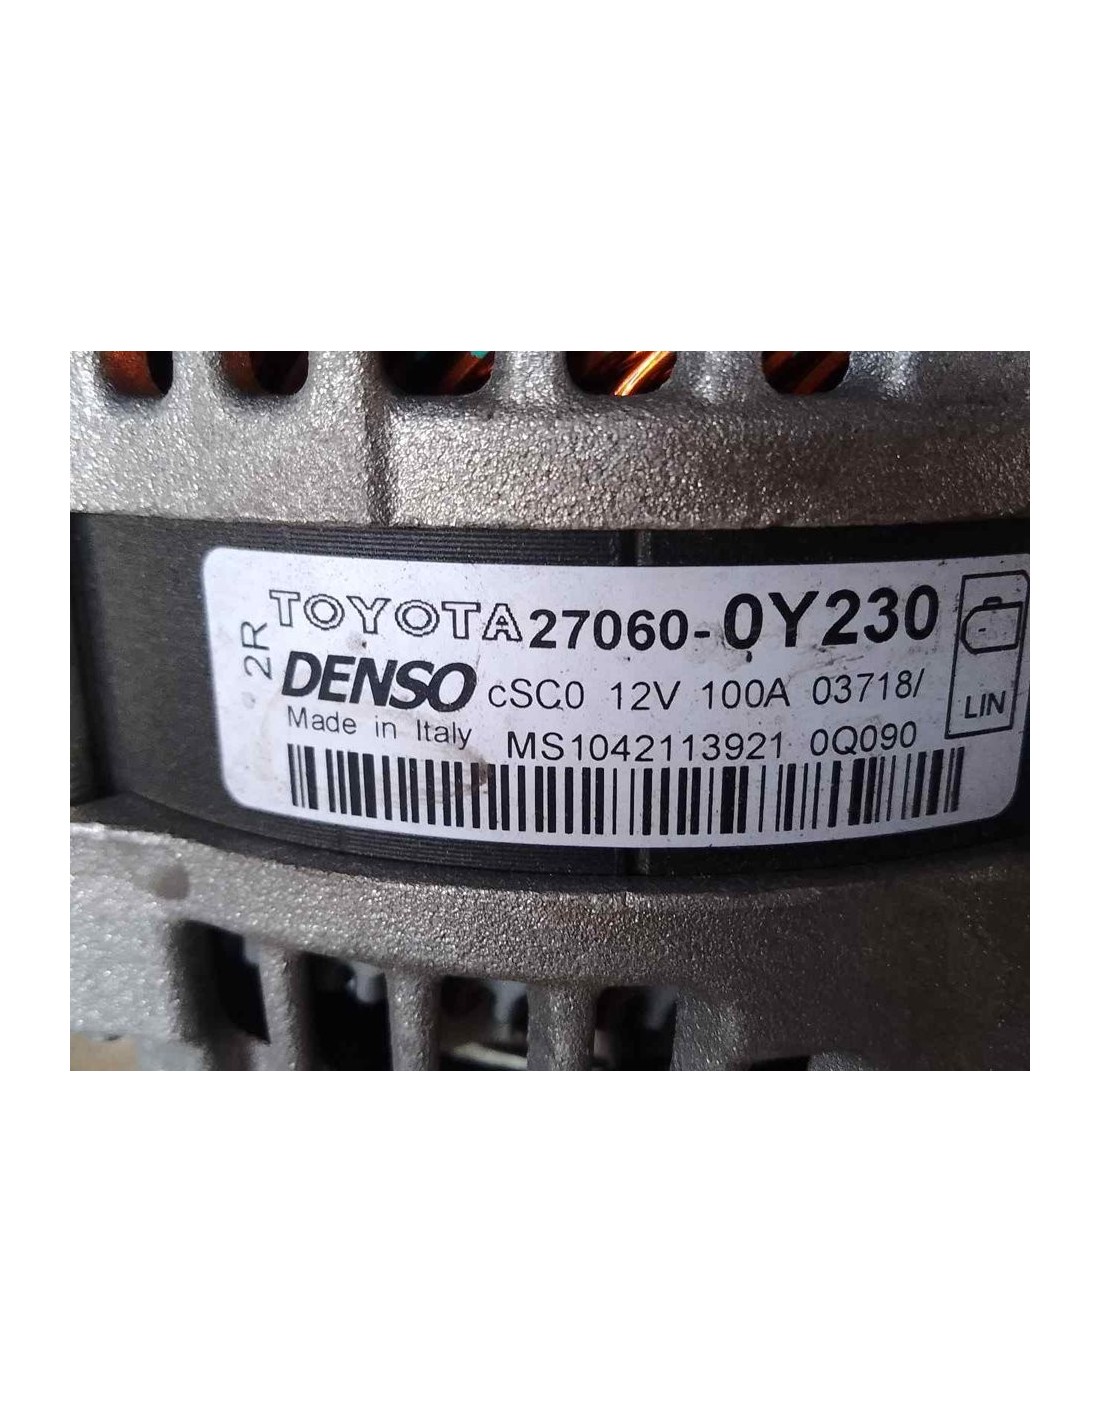 2R
TOYOTA 27060-0Y230
DENSO cSC0 12V 100A 03718/
Made in Italy MS1042113921 0Q090
LIN